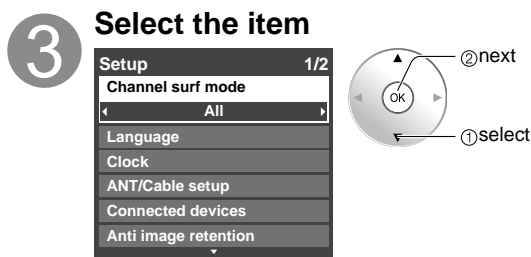 3
Select the item
Setup 1/2
Channel surf mode
All
Language
Clock
ANT/Cable setup
Connected devices
Anti image retention
②next
OK
①select